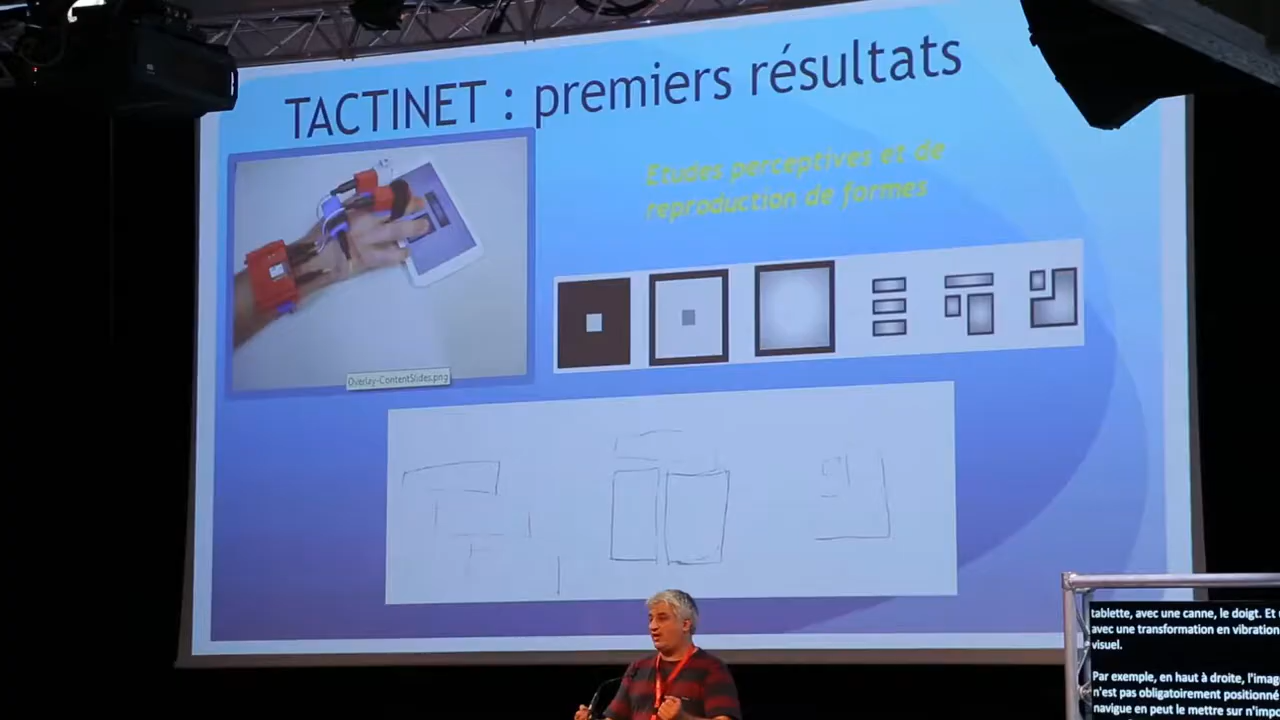 TACTINET : premiers résultats
Etudes perceptives et de
reproduction de formes
Overlay-ContentSlides.png
tablette, avec une canne, le doigt. Et
avec une transformation en vibration
visuel.
Par exemple, en haut à droite, l'imag
n'est pas obligatoirement positionné
navigue en peut le mettre sur n'impo